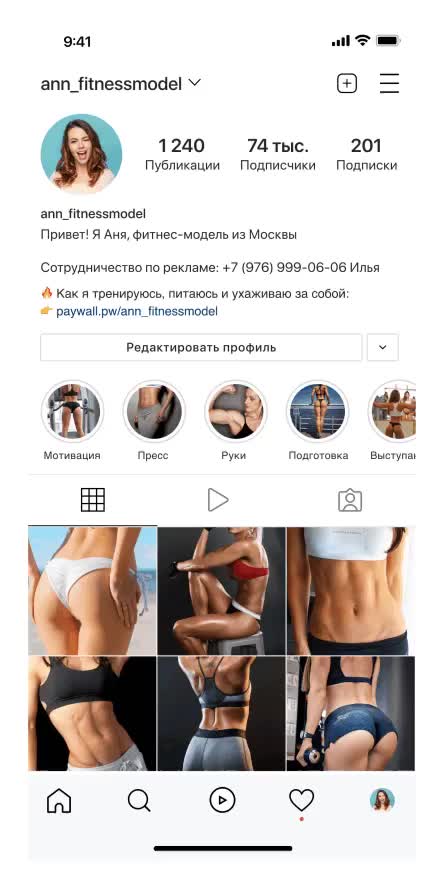 9:41
ann_fitnessmodel
1 240 74 тыс. 201
Публикации Подписчики Подписки
ann_fitnessmodel
Привет! Я Аня, фитнес-модель из Москвы
Сотрудничество по рекламе: +7 (976) 999-06-06 Илья
🔥 Как я тренируюсь, питаюсь и ухаживаю за собой:
👉 paywall.pw/ann_fitnessmodel
Редактировать профиль
Мотивация Пресс Руки Подготовка Выступан